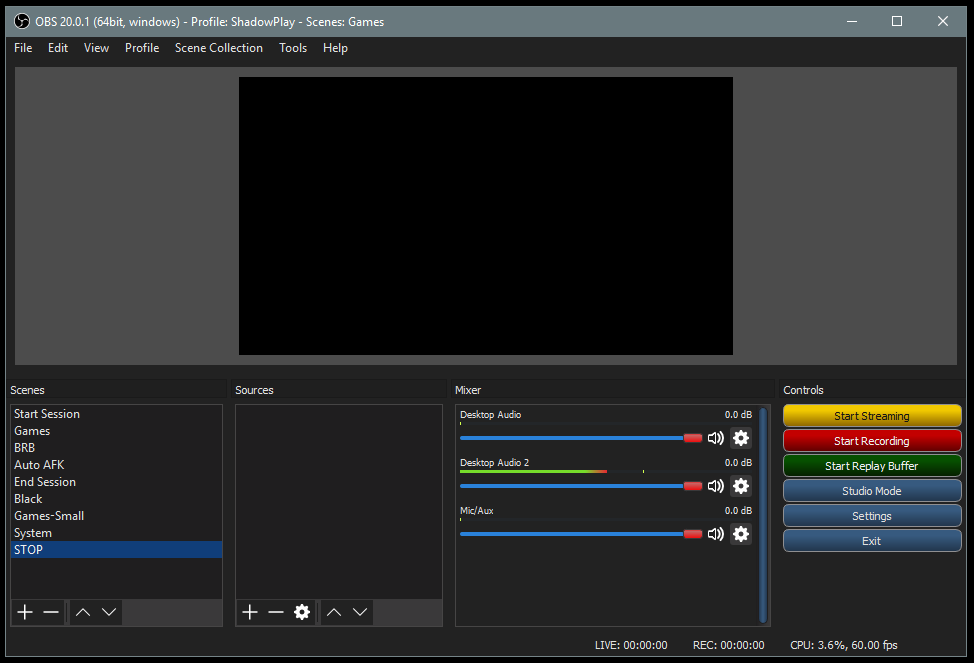 OBS 20.0.1 (64bit, windows) - Profile: ShadowPlay - Scenes: Games
File Edit View Profile Scene Collection Tools Help
Scenes
Start Session
Games
BRB
Auto AFK
End Session
Black
Games-Small
System
STOP
Sources
Mixer
Desktop Audio 0.0 dB
Desktop Audio 2 0.0 dB
Mic/Aux 0.0 dB
Controls
Start Streaming
Start Recording
Start Replay Buffer
Studio Mode
Settings
Exit
LIVE: 00:00:00 REC: 00:00:00 CPU: 3.6%, 60.00 fps